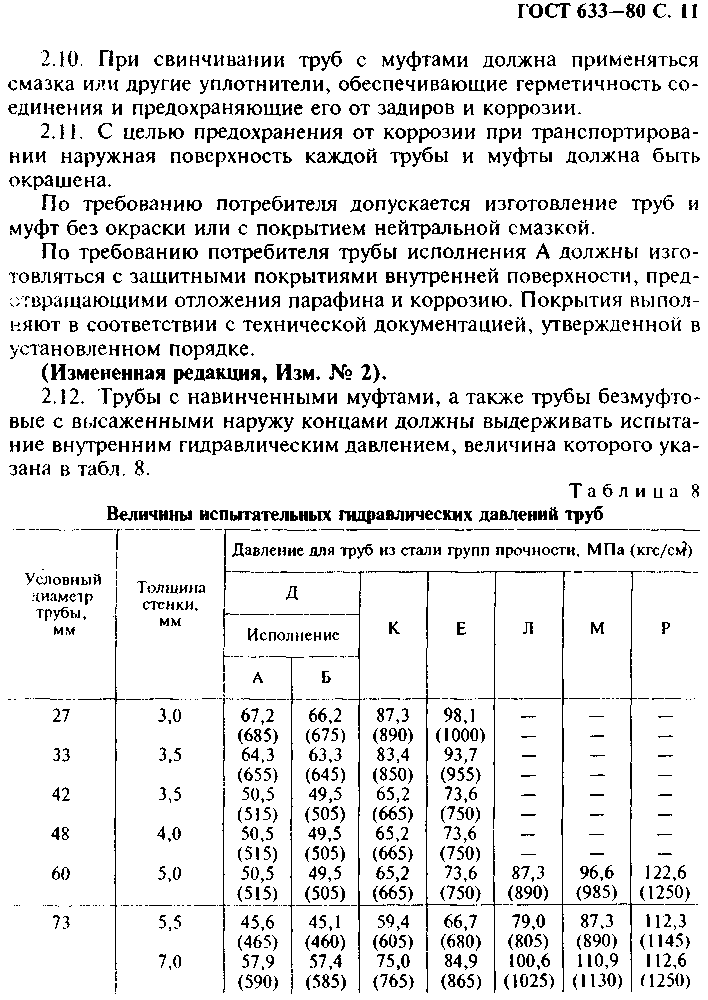 ГОСТ 633—80 С. 11
2.10. При свинчивании труб с муфтами должна применяться
смазка или другие уплотнители, обеспечивающие герметичность со-
единения и предохраняющие его от задиров и коррозии.
2.11. С целью предохранения от коррозии при транспортирова-
нии наружная поверхность каждой трубы и муфты должна быть
окрашена.
По требованию потребителя допускается изготовление труб и
муфт без окраски или с покрытием нейтральной смазкой.
По требованию потребителя трубы исполнения А должны изго-
товляться с защитными покрытиями внутренней поверхности, пред-
отвращающими отложения парафина и коррозию. Покрытия выпол-
няют в соответствии с технической документацией, утвержденной в
установленном порядке.
(Измененная редакция, Изм. № 2).
2.12. Трубы с навинченными муфтами, а также трубы безмуфто-
вые с высаженными наружу концами должны выдерживать испыта-
ние внутренним гидравлическим давлением, величина которого ука-
зана в табл. 8.
Таблица 8
Величины испытательных гидравлических давлений труб
Условный диаметр трубы, мм
Толщина стенки, мм
Давление для труб из стали групп прочности, МПа (кгс/см²)
Д К Е Л М Р
Исполнение
А Б
27 3,0 67,2 66,2 87,3 98,1 — — —
(685) (675) (890) (1000)
33 3,5 64,3 63,3 83,4 93,7 — — —
(655) (645) (850) (955) — — —
42 3,5 50,5 49,5 65,2 73,6 — — —
(515) (505) (665) (750) — — —
48 4,0 50,5 49,5 65,2 73,6 — — —
(515) (505) (665) (750) — — —
60 5,0 50,5 49,5 65,2 73,6 87,3 96,6 122,6
(515) (505) (665) (750) (890) (985) (1250)
73 5,5 45,6 45,1 59,4 66,7 79,0 87,3 112,3
(465) (460) (605) (680) (805) (890) (1145)
7,0 57,9 57,4 75,0 84,9 100,6 110,9 112,6
(590) (585) (765) (865) (1025) (1130) (1250)